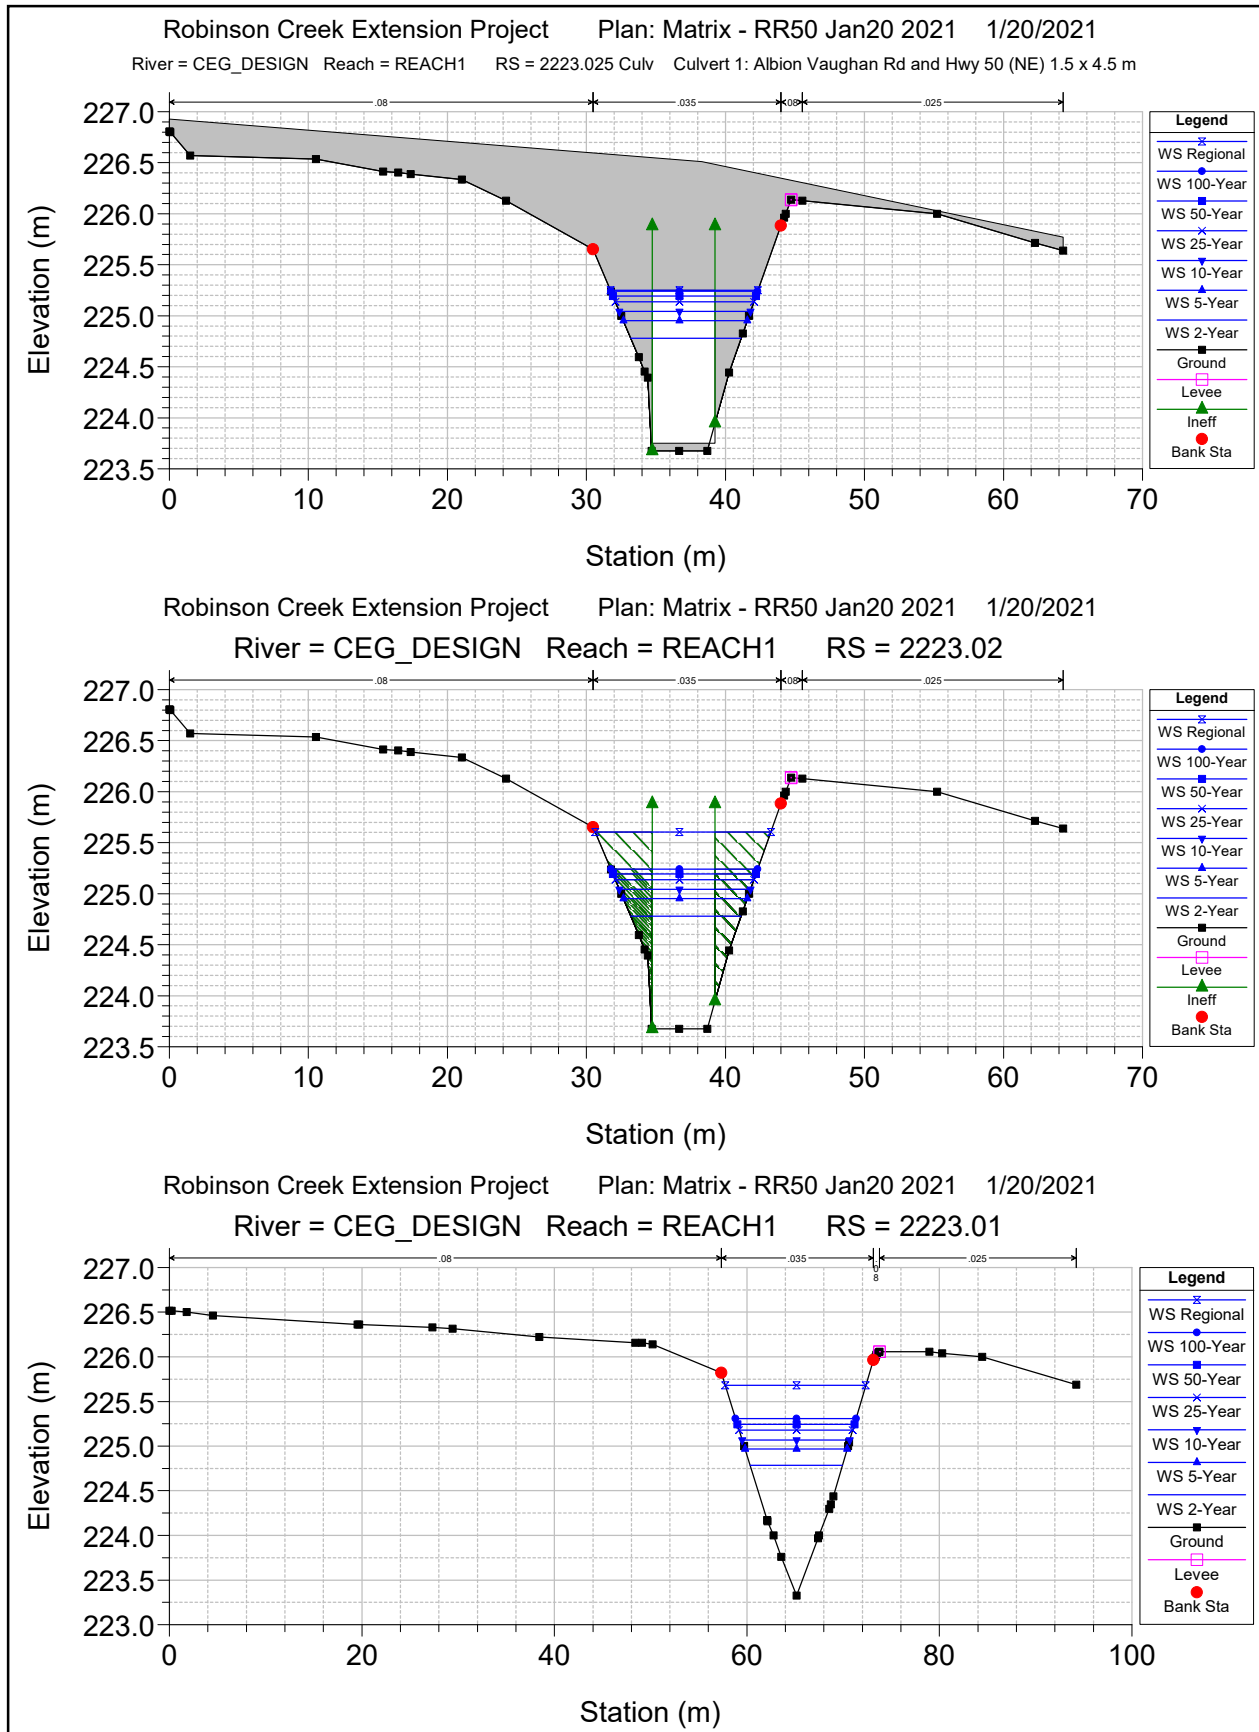 Robinson Creek Extension Project Plan: Matrix - RR50 Jan20 2021 1/20/2021
River = CEG_DESIGN Reach = REACH1 RS = 2223.025 Culv Culvert 1: Albion Vaughan Rd and Hwy 50 (NE) 1.5 x 4.5 m
.08 .035 .08 .025
227.0
226.5
226.0
225.5
225.0
224.5
224.0
223.5
Elevation (m)
0 10 20 30 40 50 60 70
Station (m)
Legend
WS Regional
WS 100-Year
WS 50-Year
WS 25-Year
WS 10-Year
WS 5-Year
WS 2-Year
Ground
Levee
Ineff
Bank Sta
Robinson Creek Extension Project Plan: Matrix - RR50 Jan20 2021 1/20/2021
River = CEG_DESIGN Reach = REACH1 RS = 2223.02
.08 .035 .08 .025
227.0
226.5
226.0
225.5
225.0
224.5
224.0
223.5
Elevation (m)
0 10 20 30 40 50 60 70
Station (m)
Legend
WS Regional
WS 100-Year
WS 50-Year
WS 25-Year
WS 10-Year
WS 5-Year
WS 2-Year
Ground
Levee
Ineff
Bank Sta
Robinson Creek Extension Project Plan: Matrix - RR50 Jan20 2021 1/20/2021
River = CEG_DESIGN Reach = REACH1 RS = 2223.01
.08 .035 .08 .025
227.0
226.5
226.0
225.5
225.0
224.5
224.0
223.5
223.0
Elevation (m)
0 20 40 60 80 100
Station (m)
Legend
WS Regional
WS 100-Year
WS 50-Year
WS 25-Year
WS 10-Year
WS 5-Year
WS 2-Year
Ground
Levee
Bank Sta